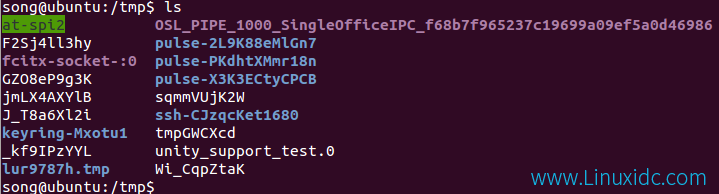 song@ubuntu:/tmp$ ls
at-spi2 OSL_PIPE_1000_SingleOfficeIPC_f68b7f965237c19699a09ef5a0d46986
F2Sj4ll3hy pulse-2L9K88eMlGn7
fcitx-socket-:0 pulse-PKdhtXMmr18n
GZO8eP9g3K pulse-X3K3ECtyCPCB
jmLX4AXYlB sqmmVUjK2W
J_T8a6Xl2i ssh-CJzqcKet1680
keyring-Mxotu1 tmpGWCXcd
_kf9IPzYYL unity_support_test.0
lur9787h.tmp Wi_CqpZtaK
www.Linuxidc.com
song@ubuntu:/tmp$